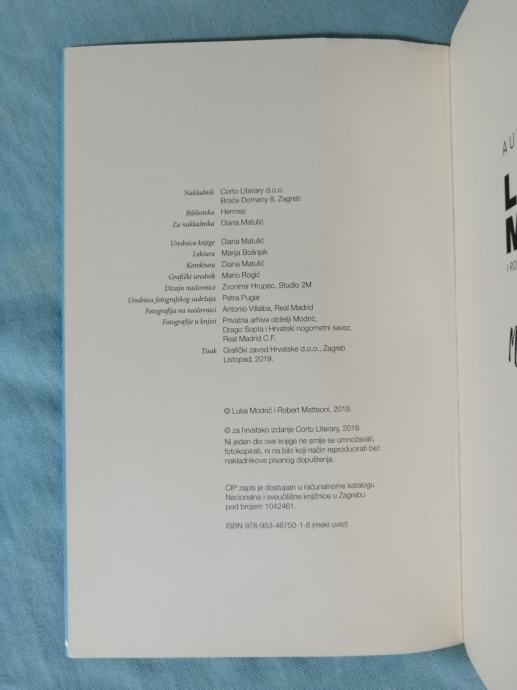 Nakladnik Corto Literary d.o.o.
Braće Domany 8, Zagreb
Biblioteka Hermes
Za nakladnika Diana Matulić
Urednica knjige Diana Matulić
Lektura Marija Bošnjak
Korektura Diana Matulić
Grafički urednik Mario Rogić
Dizajn naslovnice Zvonimir Hrupec, Studio 2M
Urednica fotografskog sadržaja Petra Pugar
Fotografija na naslovnici Antonio Villalba, Real Madrid
Fotografije u knjizi Privatna arhiva obitelji Modrić,
Drago Sopta i Hrvatski nogometni savez,
Real Madrid C.F.
Tisak Grafički zavod Hrvatske d.o.o., Zagreb
Listopad, 2019.
© Luka Modrić i Robert Matteoni, 2019.
© za hrvatsko izdanje Corto Literary, 2019.
Ni jedan dio ove knjige ne smije se umnožavati,
fotokopirati, ni na bilo koji način reproducirati bez
nakladnikova pisanog dopuštenja.
CIP zapis je dostupan u računalnome katalogu
Nacionalne i sveučilišne knjižnice u Zagrebu
pod brojem 1042461.
ISBN 978-953-48750-1-8 (meki uvez)
AU
L
M
I RO
M